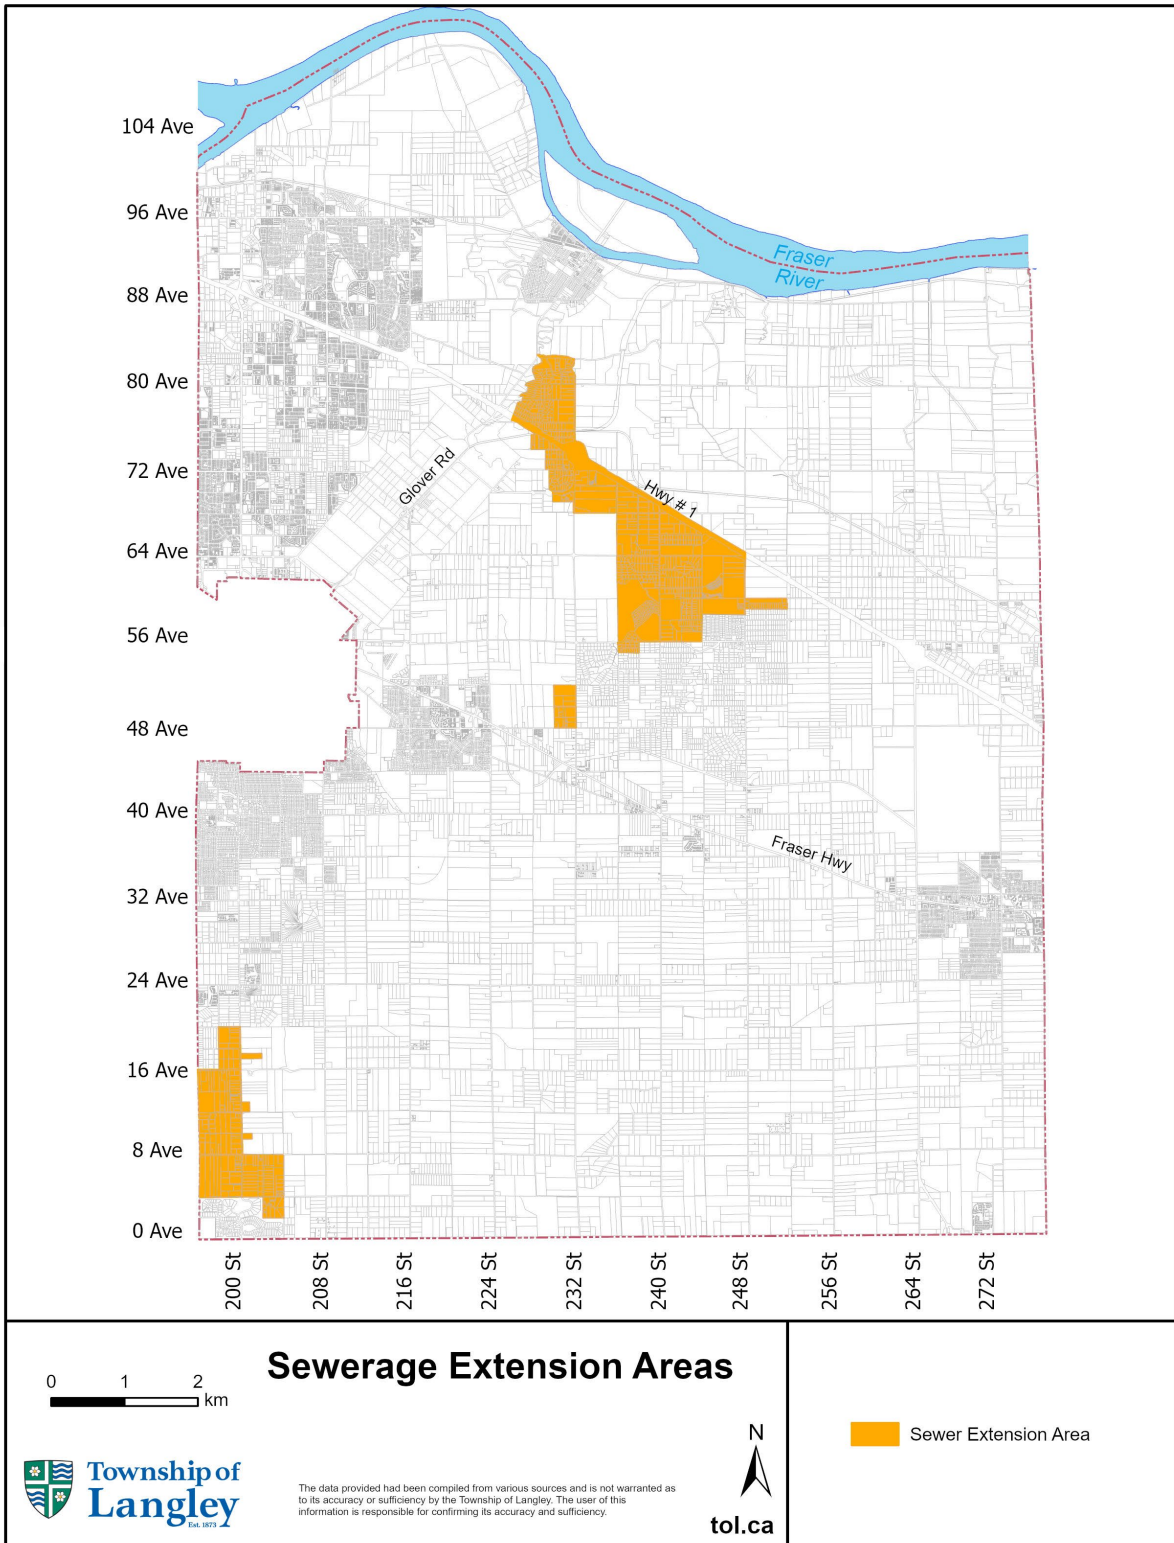 104 Ave
96 Ave
88 Ave
80 Ave
72 Ave
64 Ave
56 Ave
48 Ave
40 Ave
32 Ave
24 Ave
16 Ave
8 Ave
0 Ave
Fraser
River
Glover Rd
Hwy # 1
Fraser Hwy
200 St
208 St
216 St
224 St
232 St
240 St
248 St
256 St
264 St
272 St
Sewerage Extension Areas
0 1 2
km
Township of
Langley
Est. 1873
The data provided had been compiled from various sources and is not warranted as
to its accuracy or sufficiency by the Township of Langley. The user of this
information is responsible for confirming its accuracy and sufficiency.
N
tol.ca
Sewer Extension Area